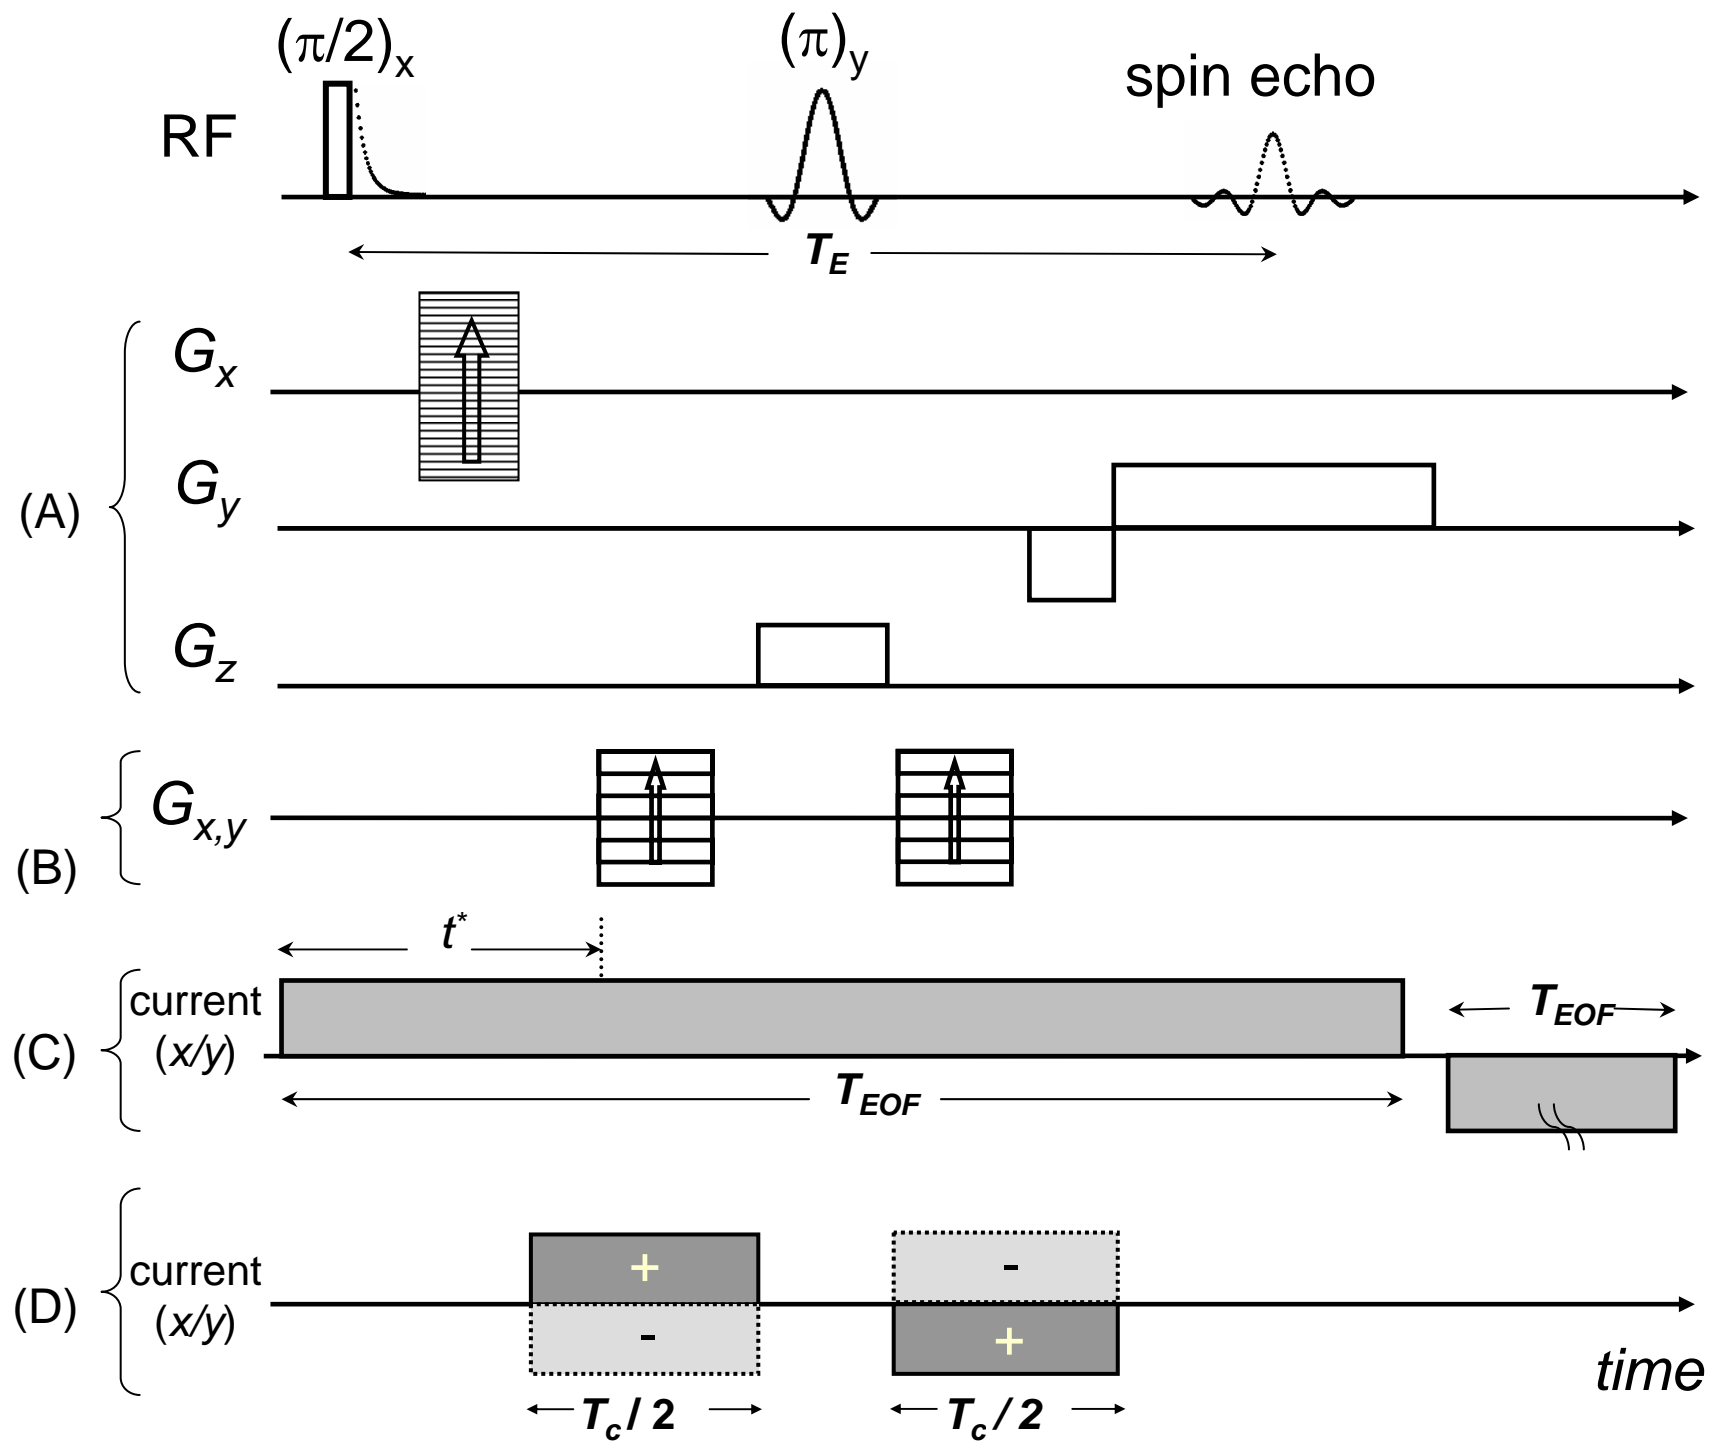 (π/2)x
(π)y
spin echo
RF
TE
Gx
(A)
Gy
Gz
Gx,y
(B)
t*
current
(x/y)
(C)
TEOF
TEOF
current
(x/y)
(D)
+
-
-
+
time
Tc / 2
Tc / 2